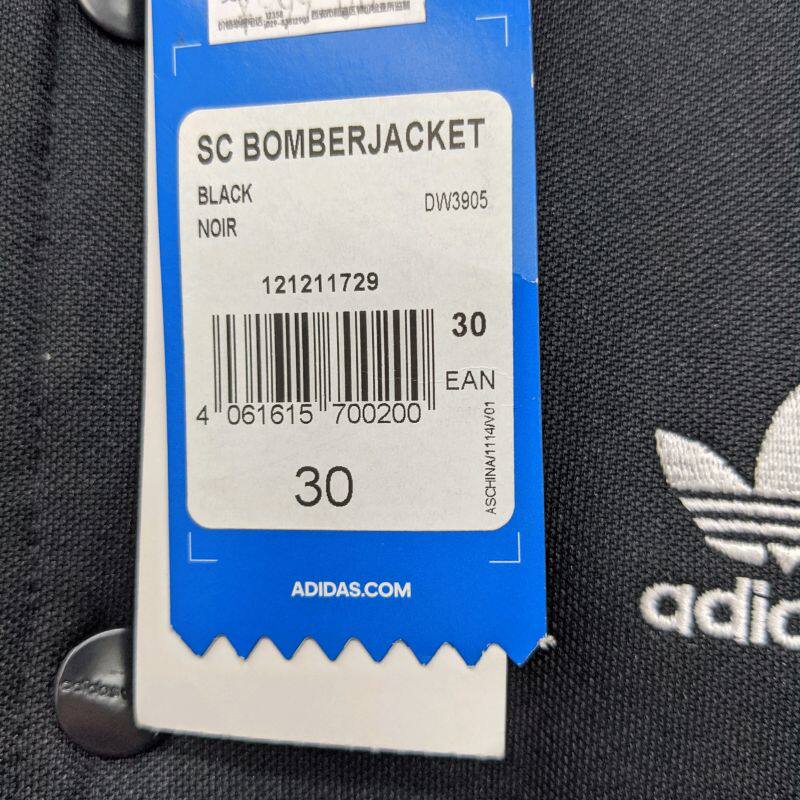 SC BOMBERJACKET
BLACK
DW3905
NOIR
121211729
30
EAN
4 061615 700200
30
ASCHINA/1114/V01
ADIDAS.COM
adidas